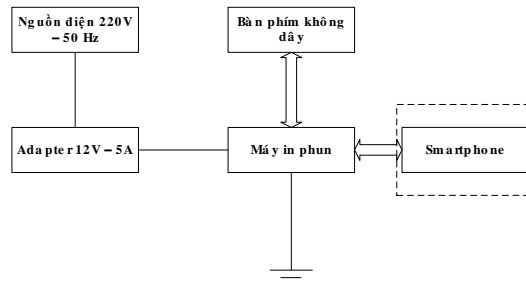 Nguồn điện 220V
– 50 Hz
Bàn phím không
dây
Adapter 12V – 5A
Máy in phun
Smartphone